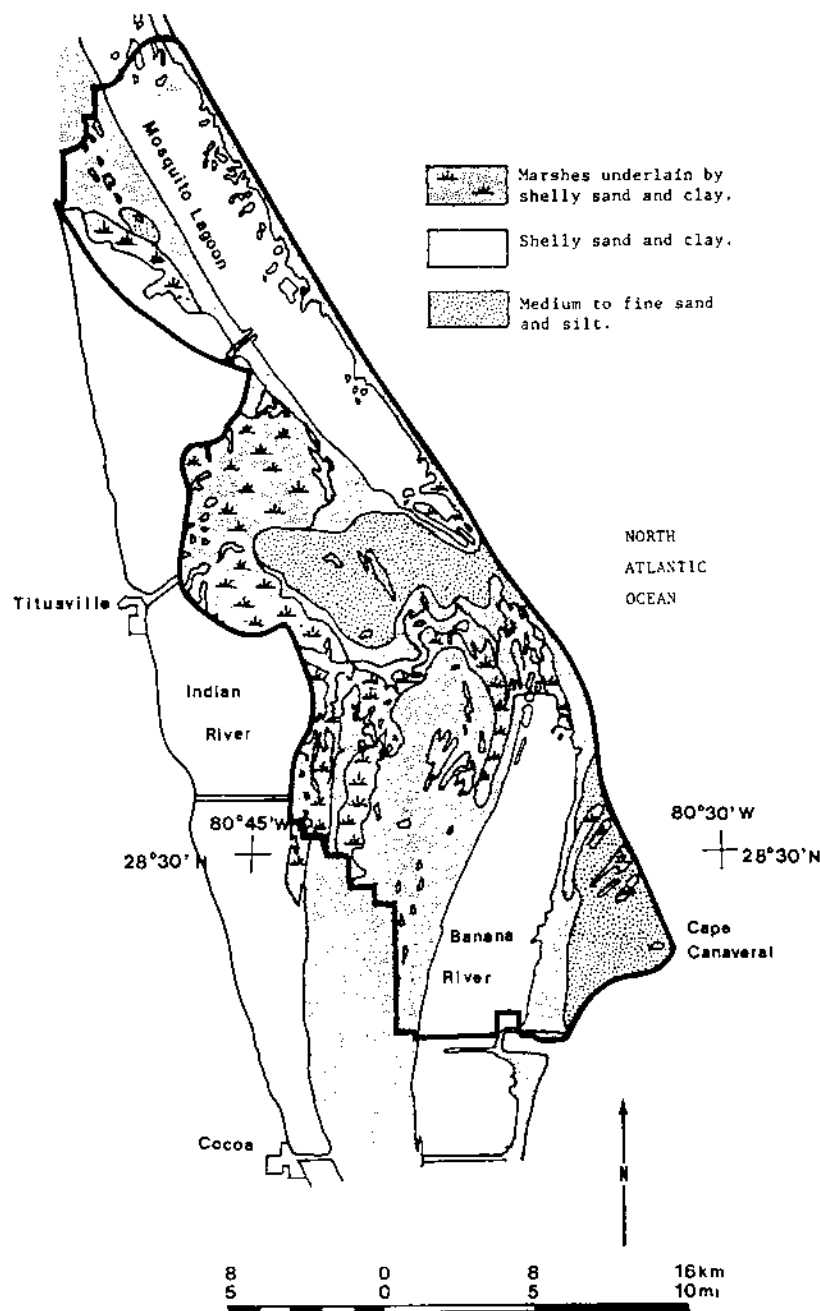 Mosquito Lagoon
Marshes underlain by
shelly sand and clay.
Shelly sand and clay.
Medium to fine sand
and silt.
NORTH
ATLANTIC
OCEAN
Titusville
Indian
River
80°45'W
28°30'N
80°30'W
28°30'N
Cape
Canaveral
Banana
River
Cocoa
N
8 0 8 16km
5 0 5 10mi